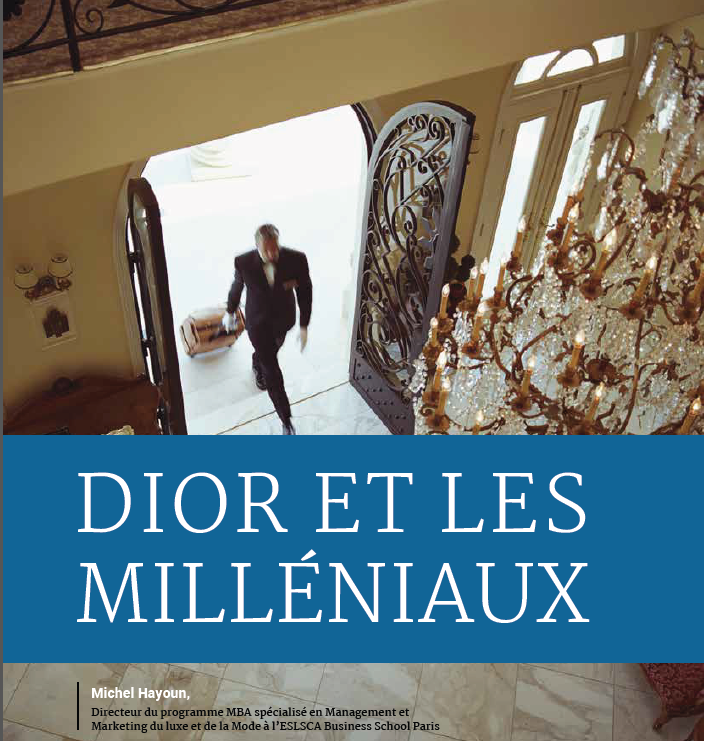 DIOR ET LES
MILLÉNIAUX
Michel Hayoun,
Directeur du programme MBA spécialisé en Management et
Marketing du luxe et de la Mode à l'ESLSCA Business School Paris